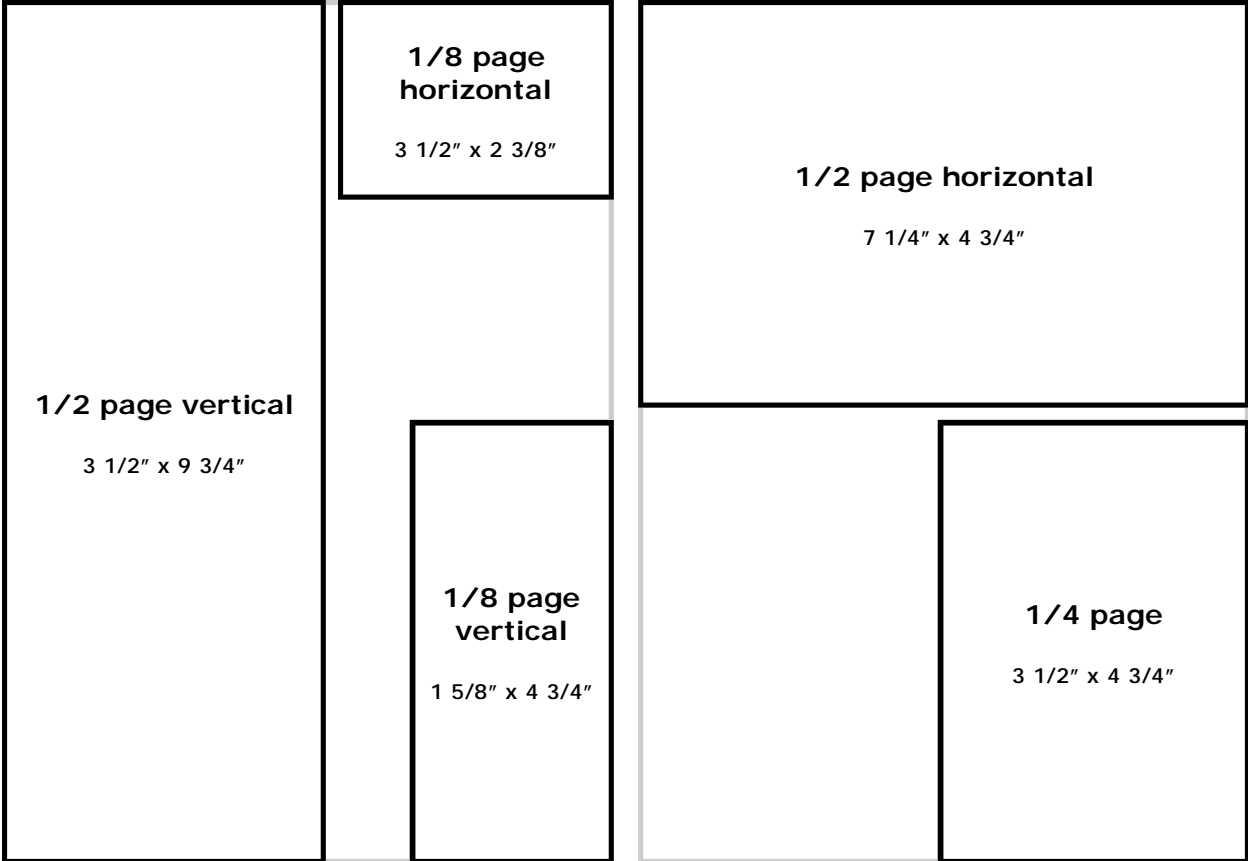 1/2 page vertical
3 1/2″ x 9 3/4″
1/8 page
horizontal
3 1/2″ x 2 3/8″
1/8 page
vertical
1 5/8″ x 4 3/4″
1/2 page horizontal
7 1/4″ x 4 3/4″
1/4 page
3 1/2″ x 4 3/4″